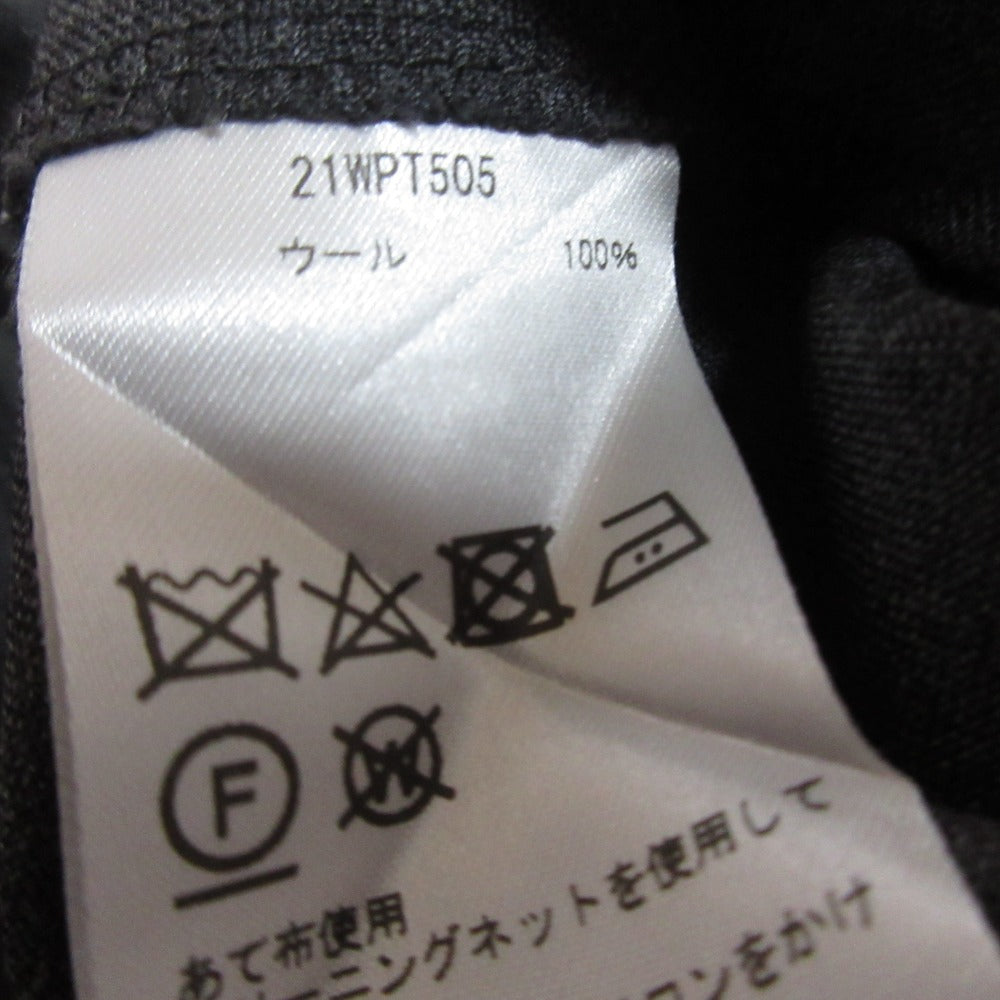 21WPT505
ウール 100%
F
W
あて布使用
ニングネットを使用して
コンをかけ